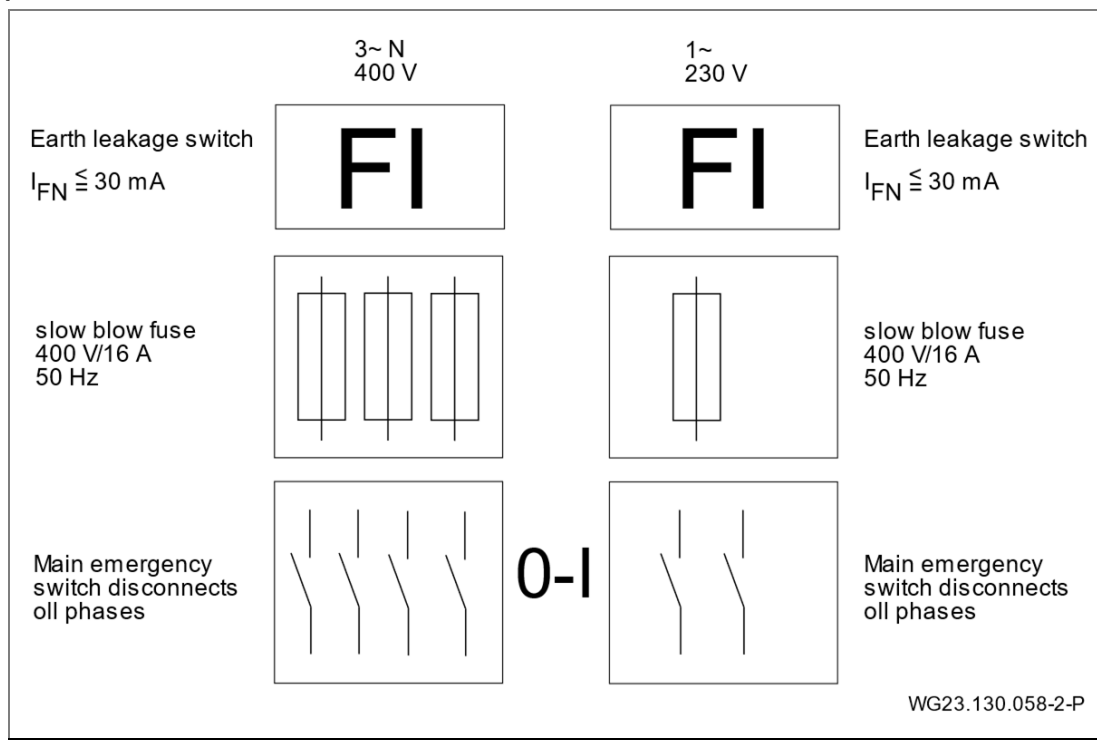 3~ N
400 V
1~
230 V
Earth leakage switch
I_FN ≦ 30 mA
FI
FI
Earth leakage switch
I_FN ≦ 30 mA
slow blow fuse
400 V/16 A
50 Hz
slow blow fuse
400 V/16 A
50 Hz
Main emergency
switch disconnects
oll phases
0-I
Main emergency
switch disconnects
oll phases
WG23.130.058-2-P